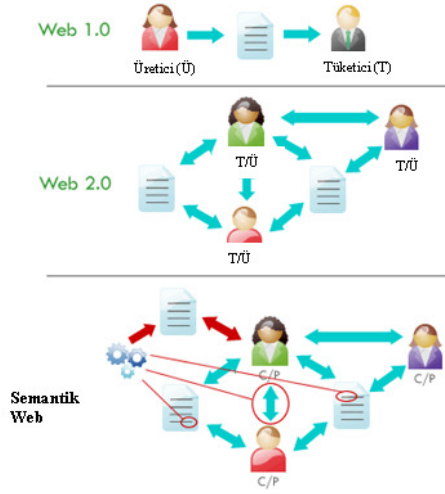 Web 1.0
Üretici (Ü)
Tüketici (T)
T/Ü
T/Ü
Web 2.0
T/Ü
C/P
C/P
Semantik
Web
C/P